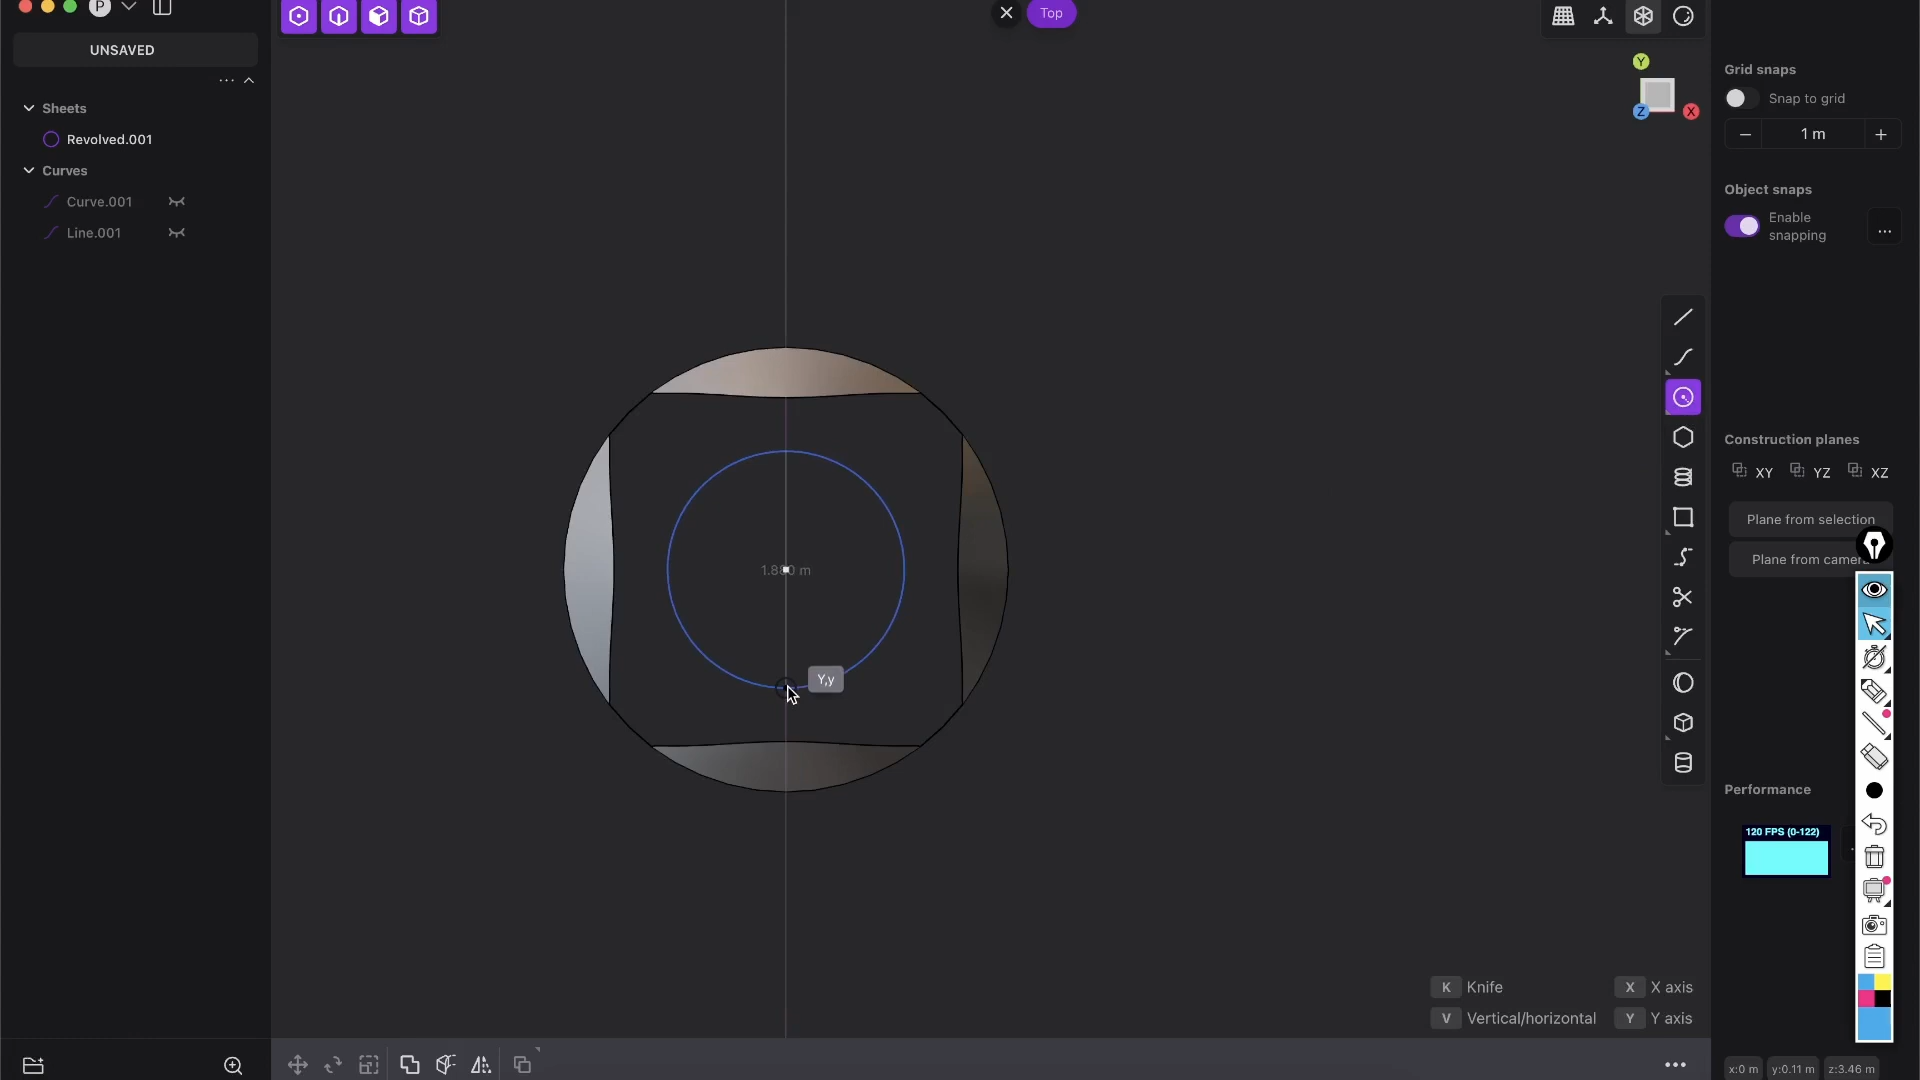 P
UNSAVED
Sheets
Revolved.001
Curves
Curve.001
Line.001
Top
Y
Z
X
Grid snaps
Snap to grid
1 m
Object snaps
Enable
snapping
...
Construction planes
XY
YZ
XZ
Plane from selection
Plane from camera
Performance
120 FPS (0-122)
Y,y
K Knife
X X axis
V Vertical/horizontal
Y Y axis
x:0 m
y:0.11 m
z:3.46 m